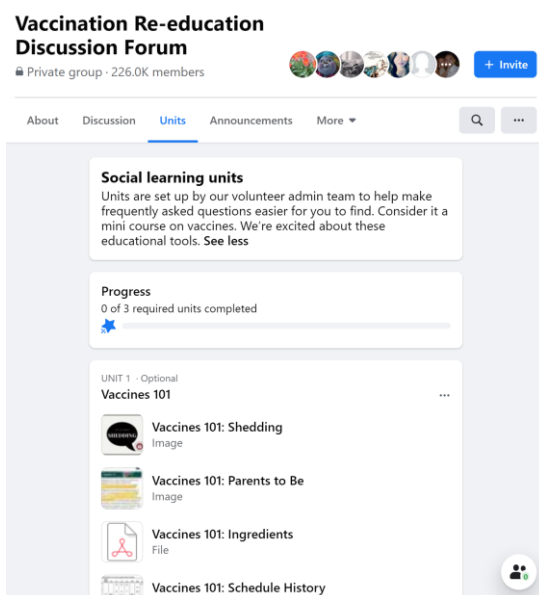 Vaccination Re-education
Discussion Forum
Private group · 226.0K members
+ Invite
About Discussion Units Announcements More
Social learning units
Units are set up by our volunteer admin team to help make
frequently asked questions easier for you to find. Consider it a
mini course on vaccines. We're excited about these
educational tools. See less
Progress
0 of 3 required units completed
UNIT 1 · Optional
Vaccines 101
SHEDDING
Vaccines 101: Shedding
Image
Vaccines 101: Parents to Be
Image
Vaccines 101: Ingredients
File
Vaccines 101: Schedule History